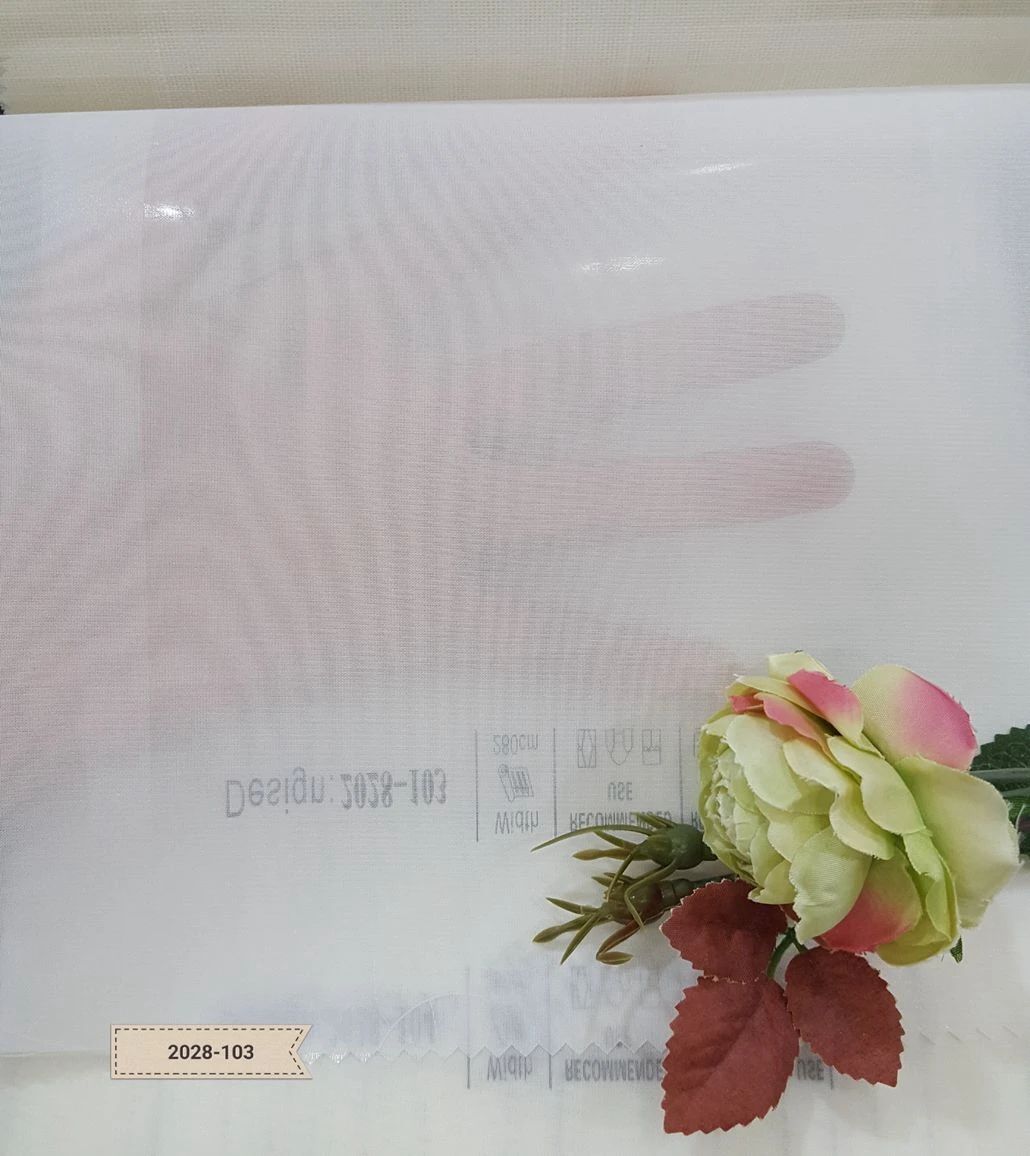 280cm
Design: 2028-103
USE
Width
RECOMMENDED
2028-103
Width
RECOMMENDE
USE